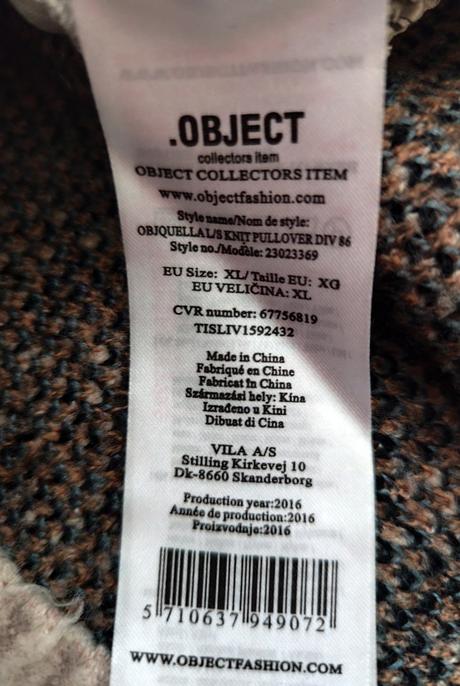 .OBJECT
collectors item
OBJECT COLLECTORS ITEM
www.objectfashion.com
Style name/Nom de style:
OBJQUELLA L/S KNIT PULLOVER DIV 86
Style no./Modèle: 23023369
EU Size: XL/ Taille EU: XG
EU VELIČINA: XL
CVR number: 67756819
TISLIV1592432
Made in China
Fabriqué en Chine
Fabricat în China
Származási hely: Kína
Izrađeno u Kini
Dibuat di Cina
VILA A/S
Stilling Kirkevej 10
Dk-8660 Skanderborg
Production year:2016
Année de production:2016
Proizvodnje:2016
5 710637 949072
WWW.OBJECTFASHION.COM